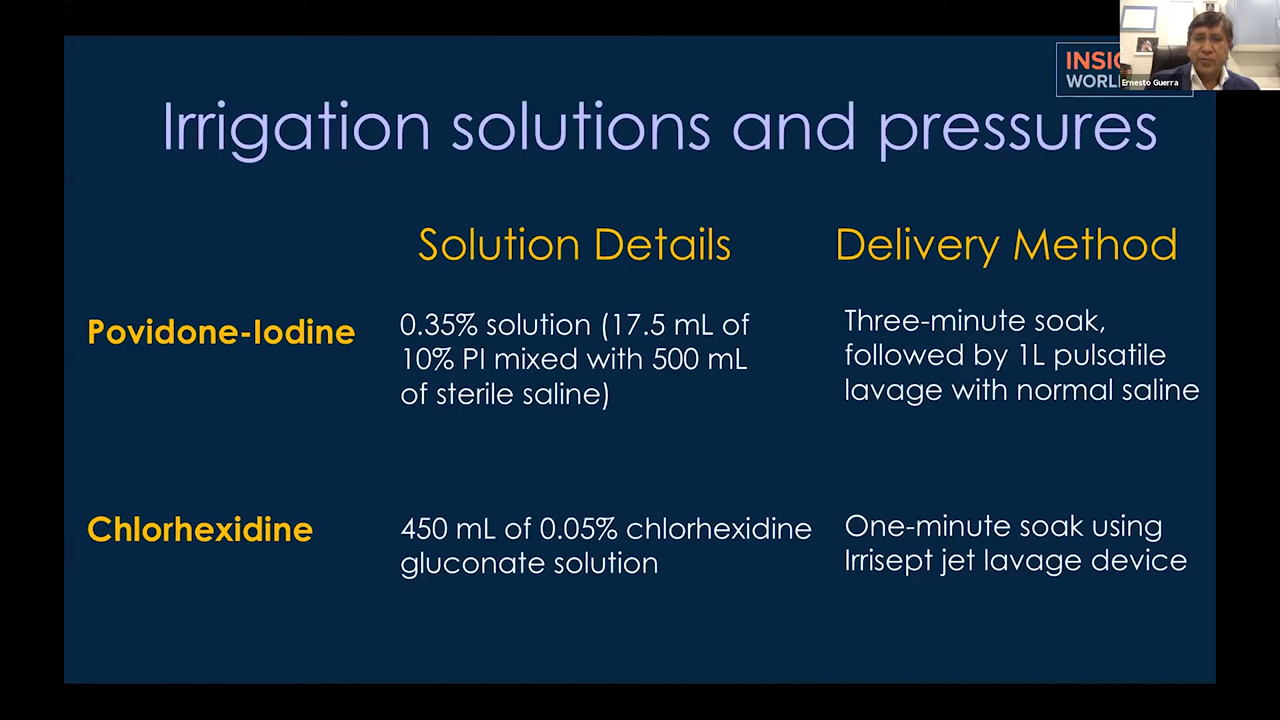 INSI
WORL
Ernesto Guerra
Irrigation solutions and pressures
Solution Details
Delivery Method
Povidone-Iodine
0.35% solution (17.5 mL of
10% PI mixed with 500 mL
of sterile saline)
Three-minute soak,
followed by 1L pulsatile
lavage with normal saline
Chlorhexidine
450 mL of 0.05% chlorhexidine
gluconate solution
One-minute soak using
Irrisept jet lavage device